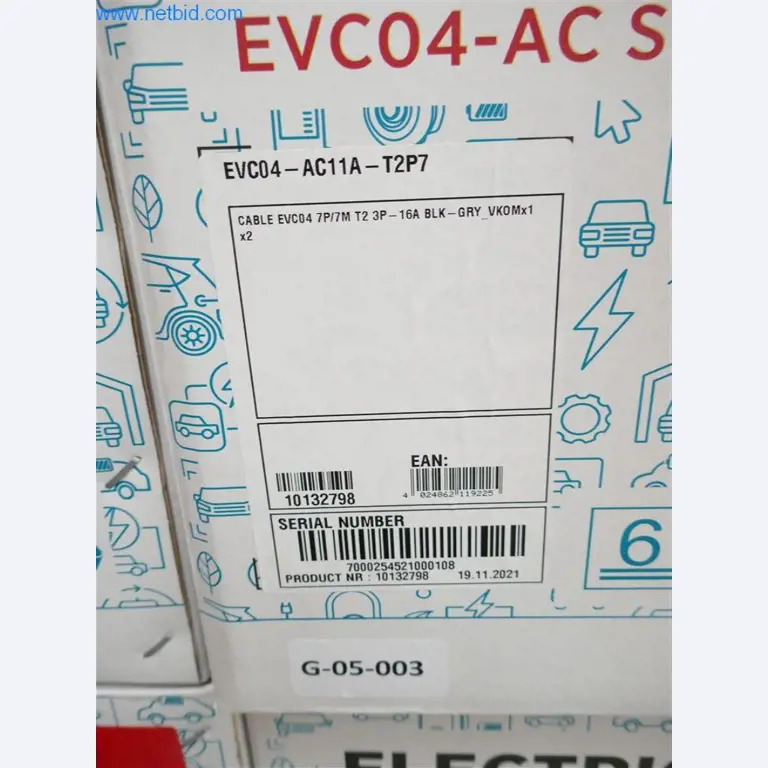 www.netbid.com
EVC04-AC S
EVC04-AC11A-T2P7
CABLE EVC04 7P/7M T2 3P-16A BLK-GRY_VKOMx1
x2
EAN:
10132798
4 024862 119225
SERIAL NUMBER
7000254521000108
PRODUCT NR : 10132798 19.11.2021
6
G-05-003